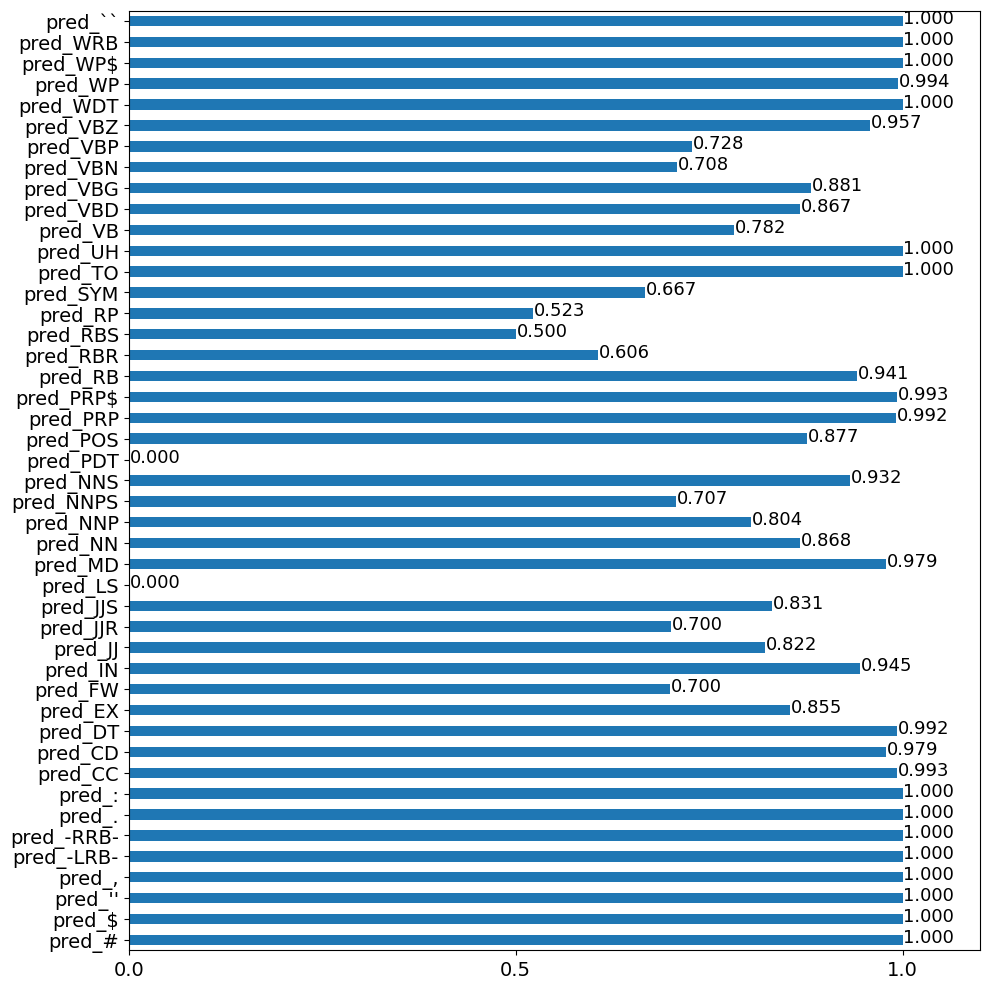 pred_`` 1.000
pred_WRB 1.000
pred_WP$ 1.000
pred_WP 0.994
pred_WDT 1.000
pred_VBZ 0.957
pred_VBP 0.728
pred_VBN 0.708
pred_VBG 0.881
pred_VBD 0.867
pred_VB 0.782
pred_UH 1.000
pred_TO 1.000
pred_SYM 0.667
pred_RP 0.523
pred_RBS 0.500
pred_RBR 0.606
pred_RB 0.941
pred_PRP$ 0.993
pred_PRP 0.992
pred_POS 0.877
pred_PDT 0.000
pred_NNS 0.932
pred_NNPS 0.707
pred_NNP 0.804
pred_NN 0.868
pred_MD 0.979
pred_LS 0.000
pred_JJS 0.831
pred_JJR 0.700
pred_JJ 0.822
pred_IN 0.945
pred_FW 0.700
pred_EX 0.855
pred_DT 0.992
pred_CD 0.979
pred_CC 0.993
pred_: 1.000
pred_. 1.000
pred_-RRB- 1.000
pred_-LRB- 1.000
pred_, 1.000
pred_'' 1.000
pred_$ 1.000
pred_# 1.000
0.0 0.5 1.0